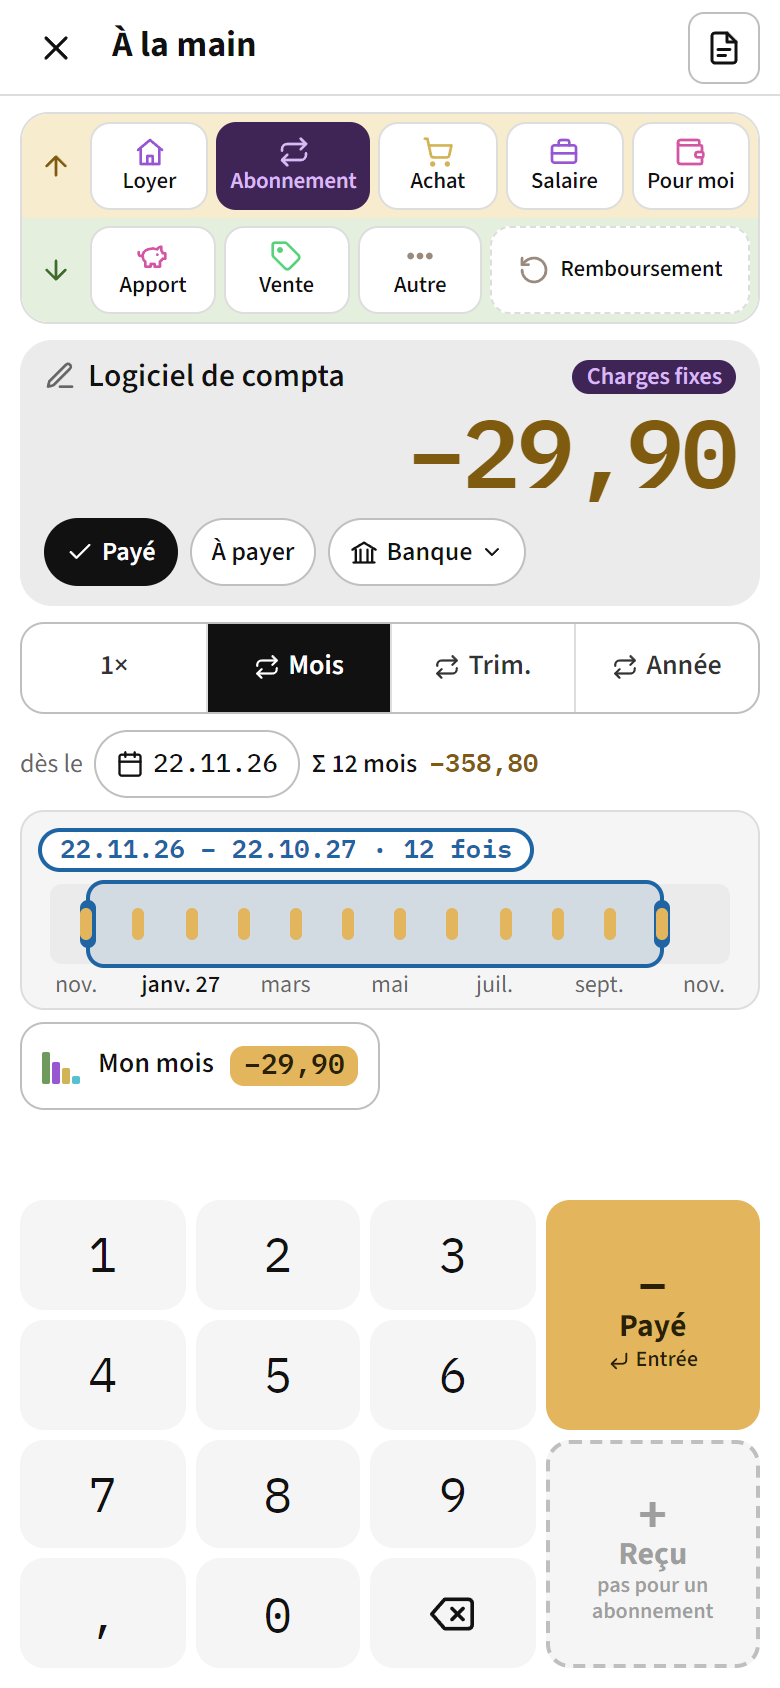 À la main
Loyer
Abonnement
Achat
Salaire
Pour moi
Apport
Vente
Autre
Remboursement
Logiciel de compta
Charges fixes
−29,90
Payé
À payer
Banque
1×
Mois
Trim.
Année
dès le 22.11.26 Σ 12 mois −358,80
22.11.26 – 22.10.27 · 12 fois
nov. janv. 27 mars mai juil. sept. nov.
Mon mois −29,90
1 2 3
− Payé
Entrée
4 5 6
7 8 9
+
Reçu
pas pour un
abonnement
, 0